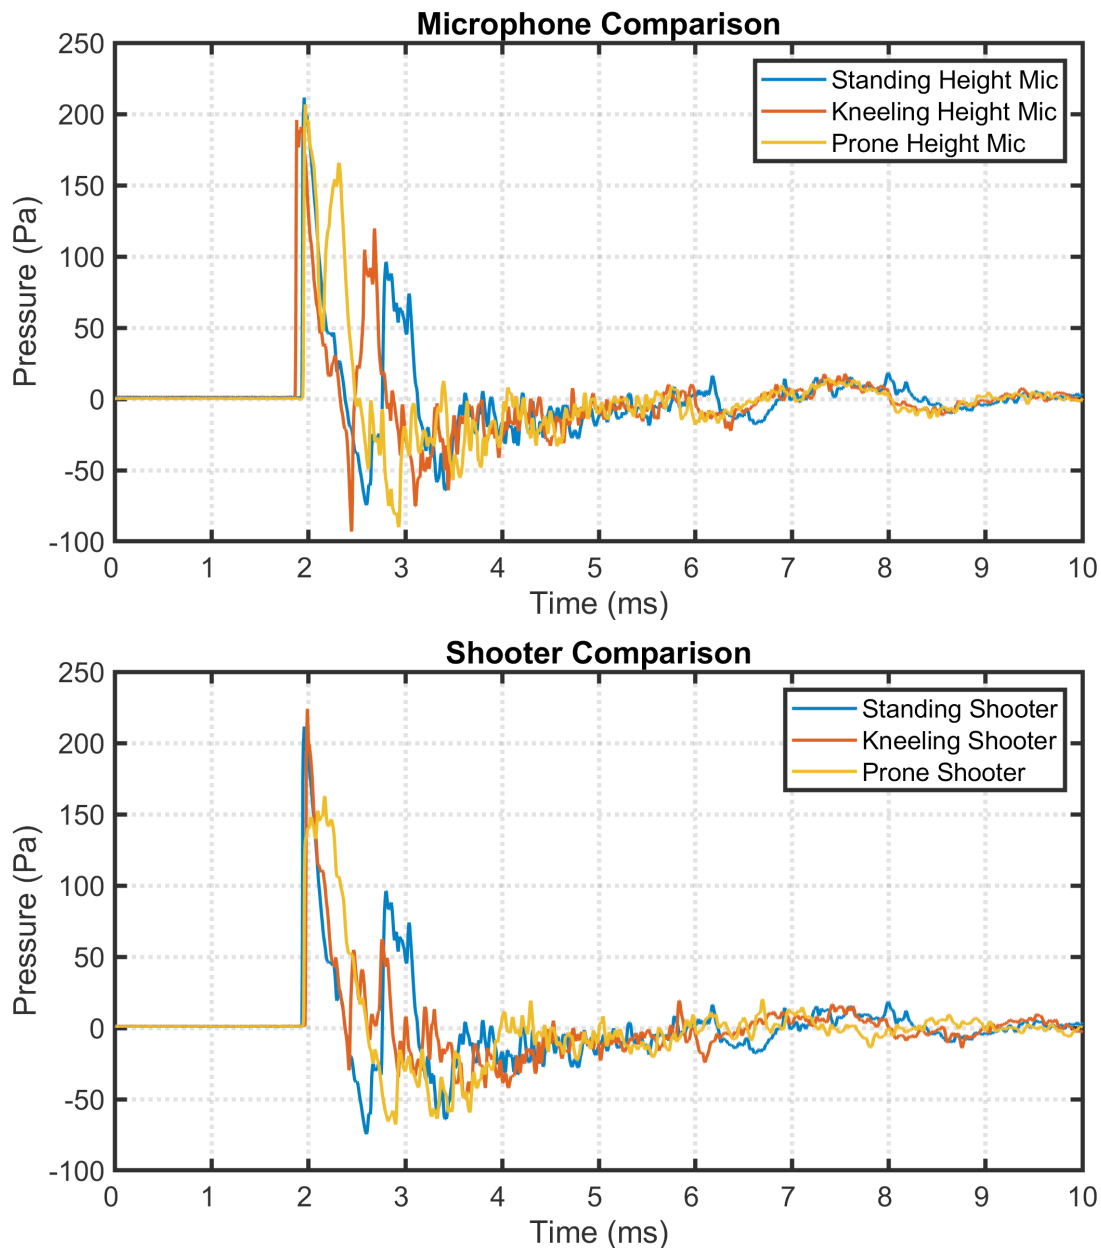 Microphone Comparison
250
200
150
100
50
0
-50
-100
Pressure (Pa)
Standing Height Mic
Kneeling Height Mic
Prone Height Mic
0 1 2 3 4 5 6 7 8 9 10
Time (ms)
Shooter Comparison
250
200
150
100
50
0
-50
-100
Pressure (Pa)
Standing Shooter
Kneeling Shooter
Prone Shooter
0 1 2 3 4 5 6 7 8 9 10
Time (ms)